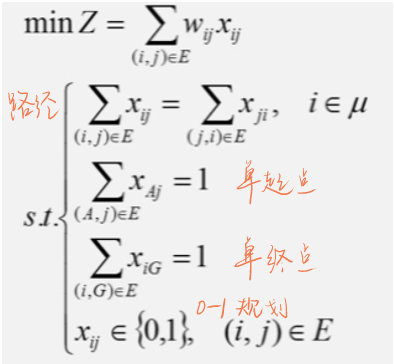 min Z = ∑_{(i,j)∈E} w_{ij}x_{ij}
路径 ∑_{(i,j)∈E} x_{ij} = ∑_{(j,i)∈E} x_{ji}, i∈μ
∑_{(A,j)∈E} x_{Aj} = 1 单起点
s.t.
∑_{(i,G)∈E} x_{iG} = 1 单终点
0-1规划
x_{ij} ∈ {0,1}, (i,j)∈E